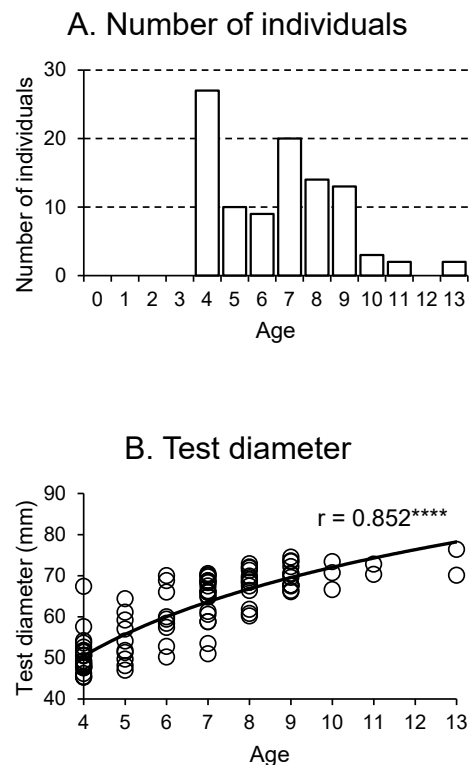 A. Number of individuals
Number of individuals
30
20
10
0
0 1 2 3 4 5 6 7 8 9 10 11 12 13
Age
B. Test diameter
Test diameter (mm)
90
80
70
60
50
40
r = 0.852****
4 5 6 7 8 9 10 11 12 13
Age